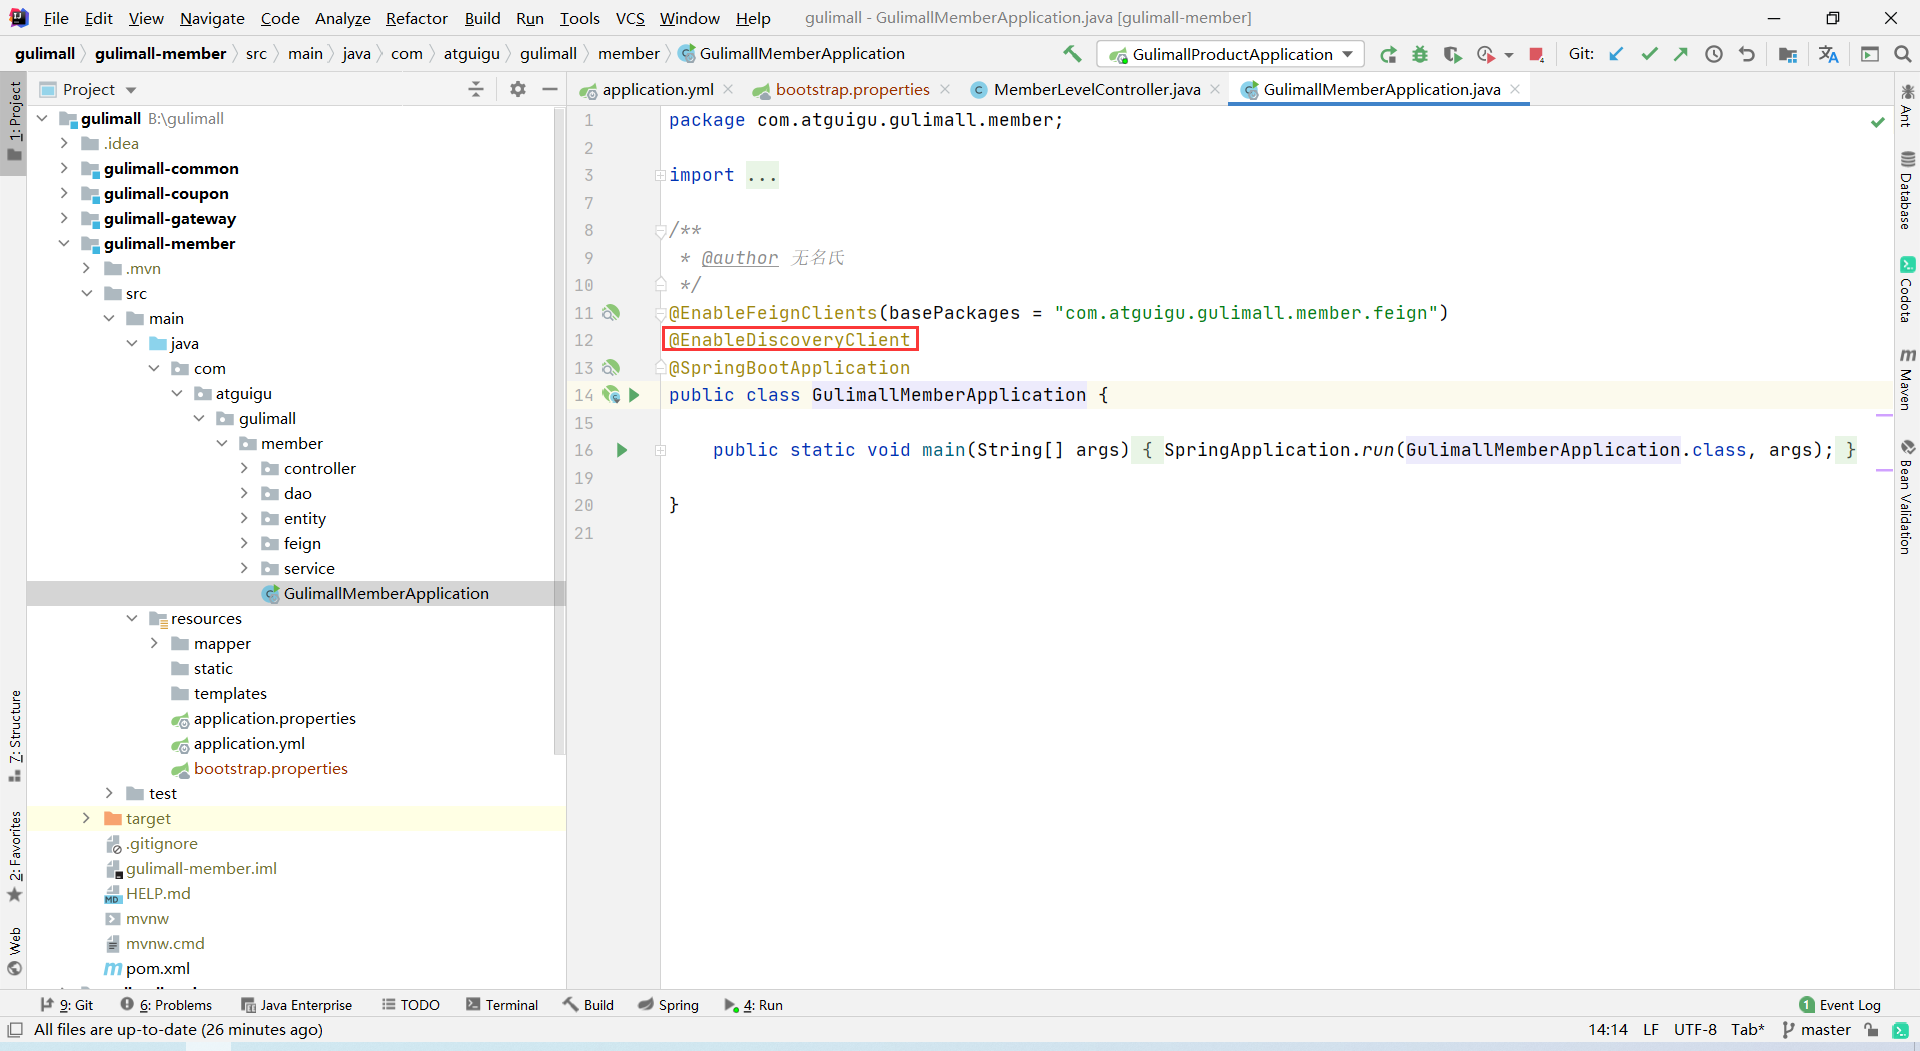 File Edit View Navigate Code Analyze Refactor Build Run Tools VCS Window Help gulimall - GulimallMemberApplication.java [gulimall-member]
gulimall gulimall-member src main java com atguigu gulimall member GulimallMemberApplication GulimallProductApplication Git:
1: Project
7: Structure
2: Favorites
Web
Project
gulimall B:\gulimall
.idea
gulimall-common
gulimall-coupon
gulimall-gateway
gulimall-member
.mvn
src
main
java
com
atguigu
gulimall
member
controller
dao
entity
feign
service
GulimallMemberApplication
resources
mapper
static
templates
application.properties
application.yml
bootstrap.properties
test
target
.gitignore
gulimall-member.iml
HELP.md
mvnw
mvnw.cmd
pom.xml
application.yml bootstrap.properties MemberLevelController.java GulimallMemberApplication.java
1 package com.atguigu.gulimall.member;
2
3 import ...
7
8 /**
9 * @author 无名氏
10 */
11 @EnableFeignClients(basePackages = "com.atguigu.gulimall.member.feign")
12 @EnableDiscoveryClient
13 @SpringBootApplication
14 public class GulimallMemberApplication {
15
16 public static void main(String[] args) { SpringApplication.run(GulimallMemberApplication.class, args); }
19
20 }
21
Ant
Database
Codota
Maven
Bean Validation
9: Git 6: Problems Java Enterprise TODO Terminal Build Spring 4: Run 1 Event Log
All files are up-to-date (26 minutes ago) 14:14 LF UTF-8 Tab* master